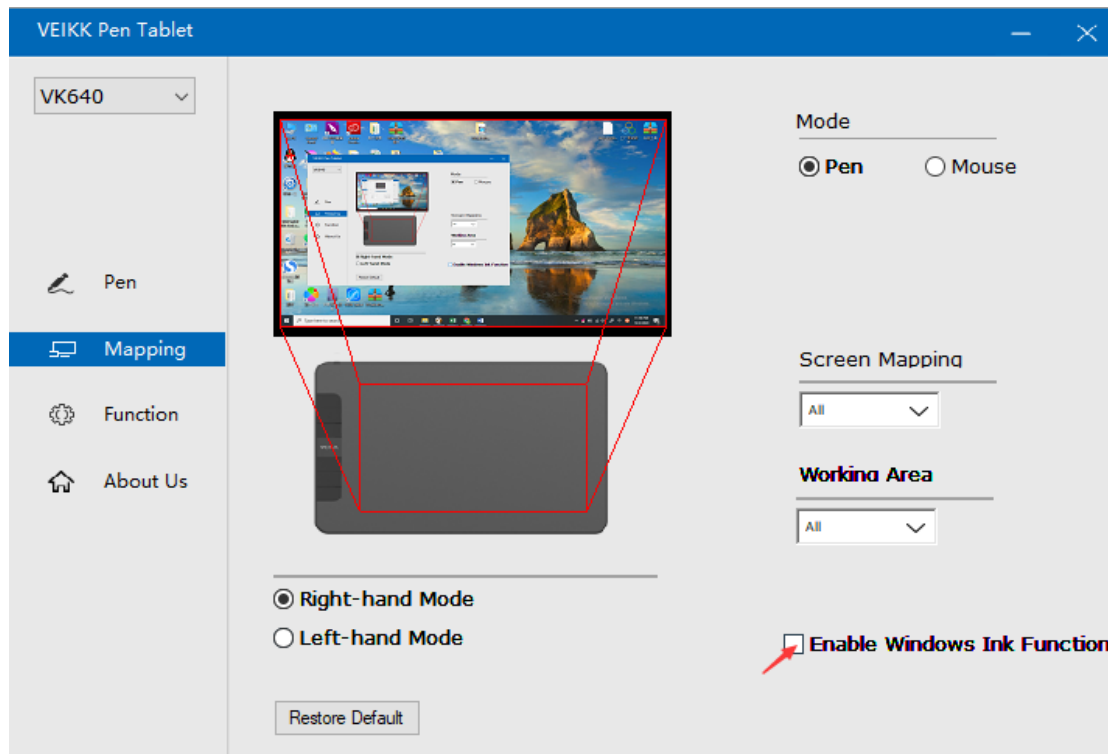 VEIKK Pen Tablet
VK640
Pen
Mapping
Function
About Us
Mode
Pen
Mouse
Screen Mapping
All
Working Area
All
Right-hand Mode
Left-hand Mode
Enable Windows Ink Function
Restore Default